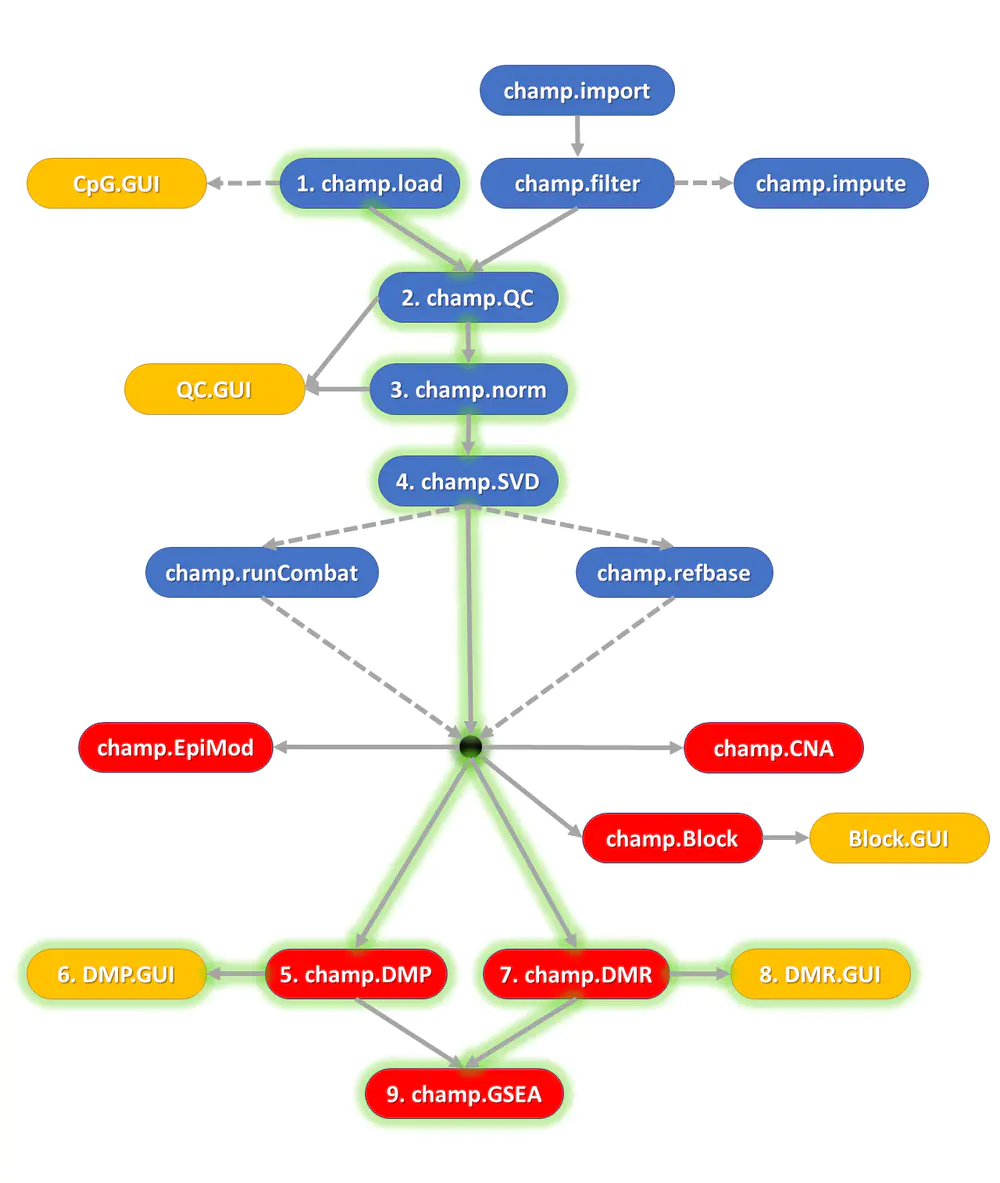 champ.import
CpG.GUI
1. champ.load
champ.filter
champ.impute
2. champ.QC
QC.GUI
3. champ.norm
4. champ.SVD
champ.runCombat
champ.refbase
champ.EpiMod
champ.CNA
champ.Block
Block.GUI
6. DMP.GUI
5. champ.DMP
7. champ.DMR
8. DMR.GUI
9. champ.GSEA